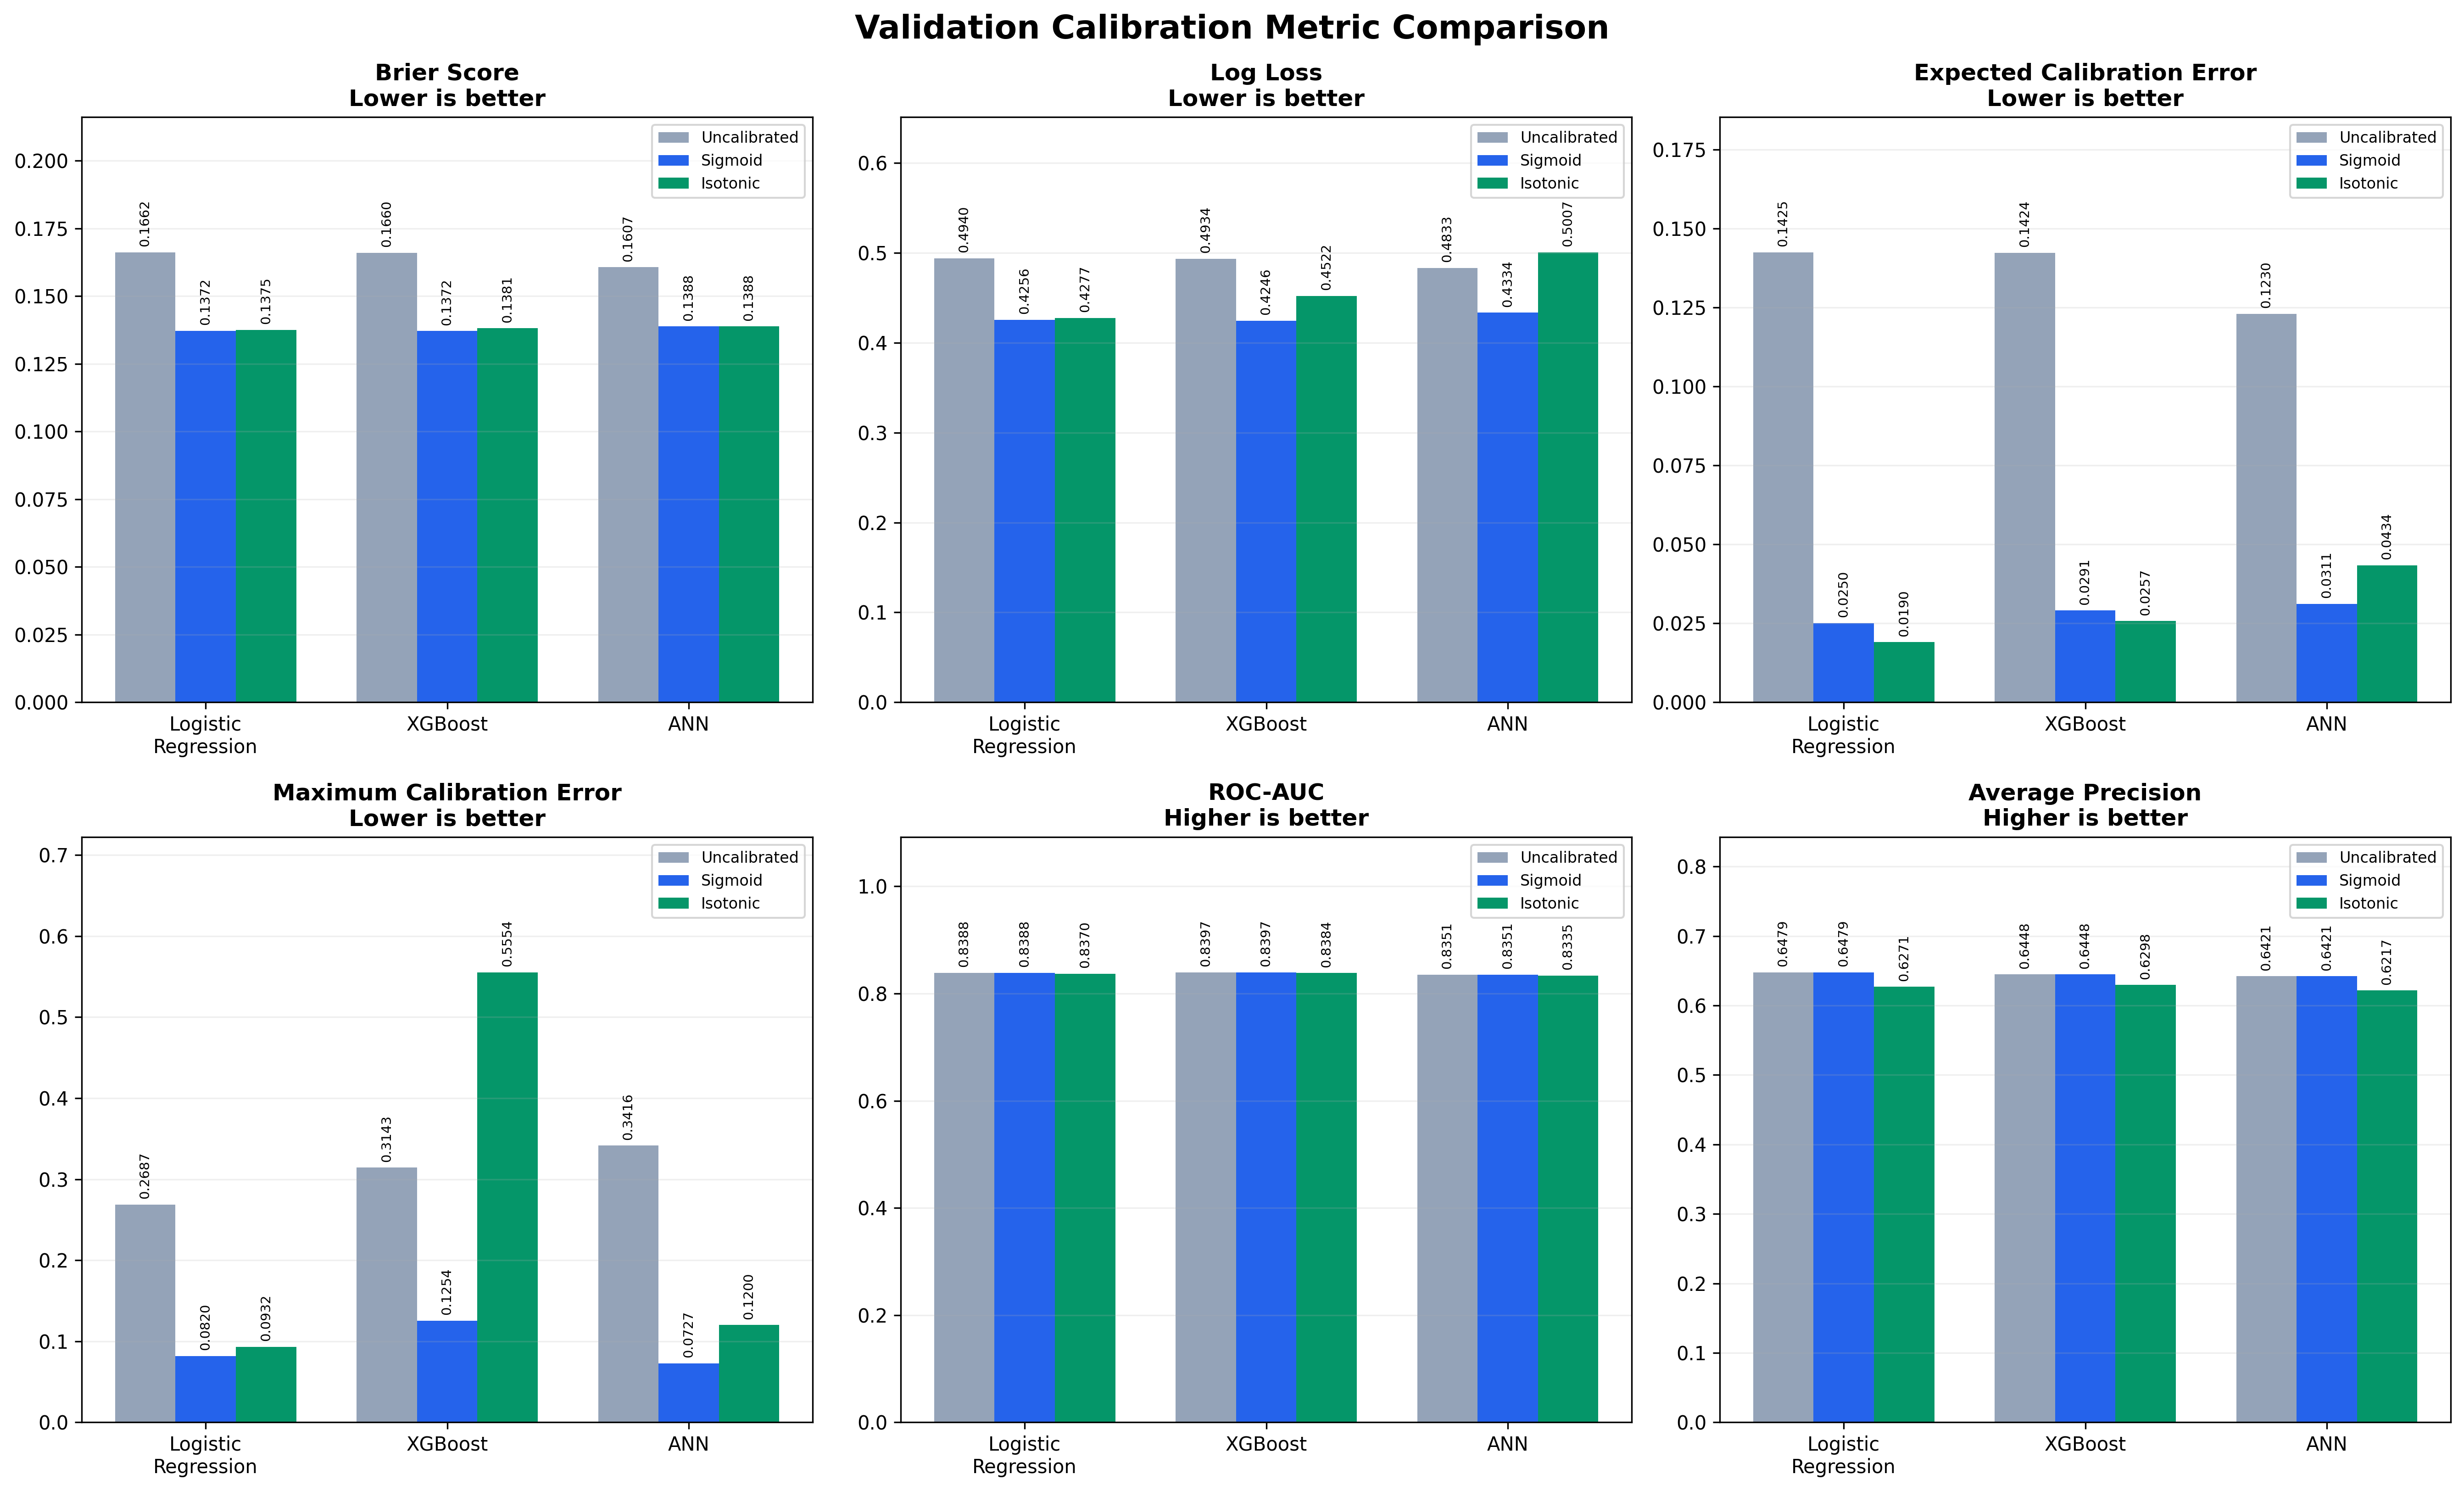 Validation Calibration Metric Comparison
Brier Score
Lower is better
0.200
0.175
0.150
0.125
0.100
0.075
0.050
0.025
0.000
Uncalibrated
Sigmoid
Isotonic
0.1662
0.1372
0.1375
0.1660
0.1372
0.1381
0.1607
0.1388
0.1388
Logistic
Regression
XGBoost
ANN
Log Loss
Lower is better
0.6
0.5
0.4
0.3
0.2
0.1
0.0
Uncalibrated
Sigmoid
Isotonic
0.4940
0.4256
0.4277
0.4934
0.4246
0.4522
0.4833
0.4334
0.5007
Logistic
Regression
XGBoost
ANN
Expected Calibration Error
Lower is better
0.175
0.150
0.125
0.100
0.075
0.050
0.025
0.000
Uncalibrated
Sigmoid
Isotonic
0.1425
0.0250
0.0190
0.1424
0.0291
0.0257
0.1230
0.0311
0.0434
Logistic
Regression
XGBoost
ANN
Maximum Calibration Error
Lower is better
0.7
0.6
0.5
0.4
0.3
0.2
0.1
0.0
Uncalibrated
Sigmoid
Isotonic
0.2687
0.0820
0.0932
0.3143
0.1254
0.5554
0.3416
0.0727
0.1200
Logistic
Regression
XGBoost
ANN
ROC-AUC
Higher is better
1.0
0.8
0.6
0.4
0.2
0.0
Uncalibrated
Sigmoid
Isotonic
0.8388
0.8388
0.8370
0.8397
0.8397
0.8384
0.8351
0.8351
0.8335
Logistic
Regression
XGBoost
ANN
Average Precision
Higher is better
0.8
0.7
0.6
0.5
0.4
0.3
0.2
0.1
0.0
Uncalibrated
Sigmoid
Isotonic
0.6479
0.6479
0.6271
0.6448
0.6448
0.6298
0.6421
0.6421
0.6217
Logistic
Regression
XGBoost
ANN